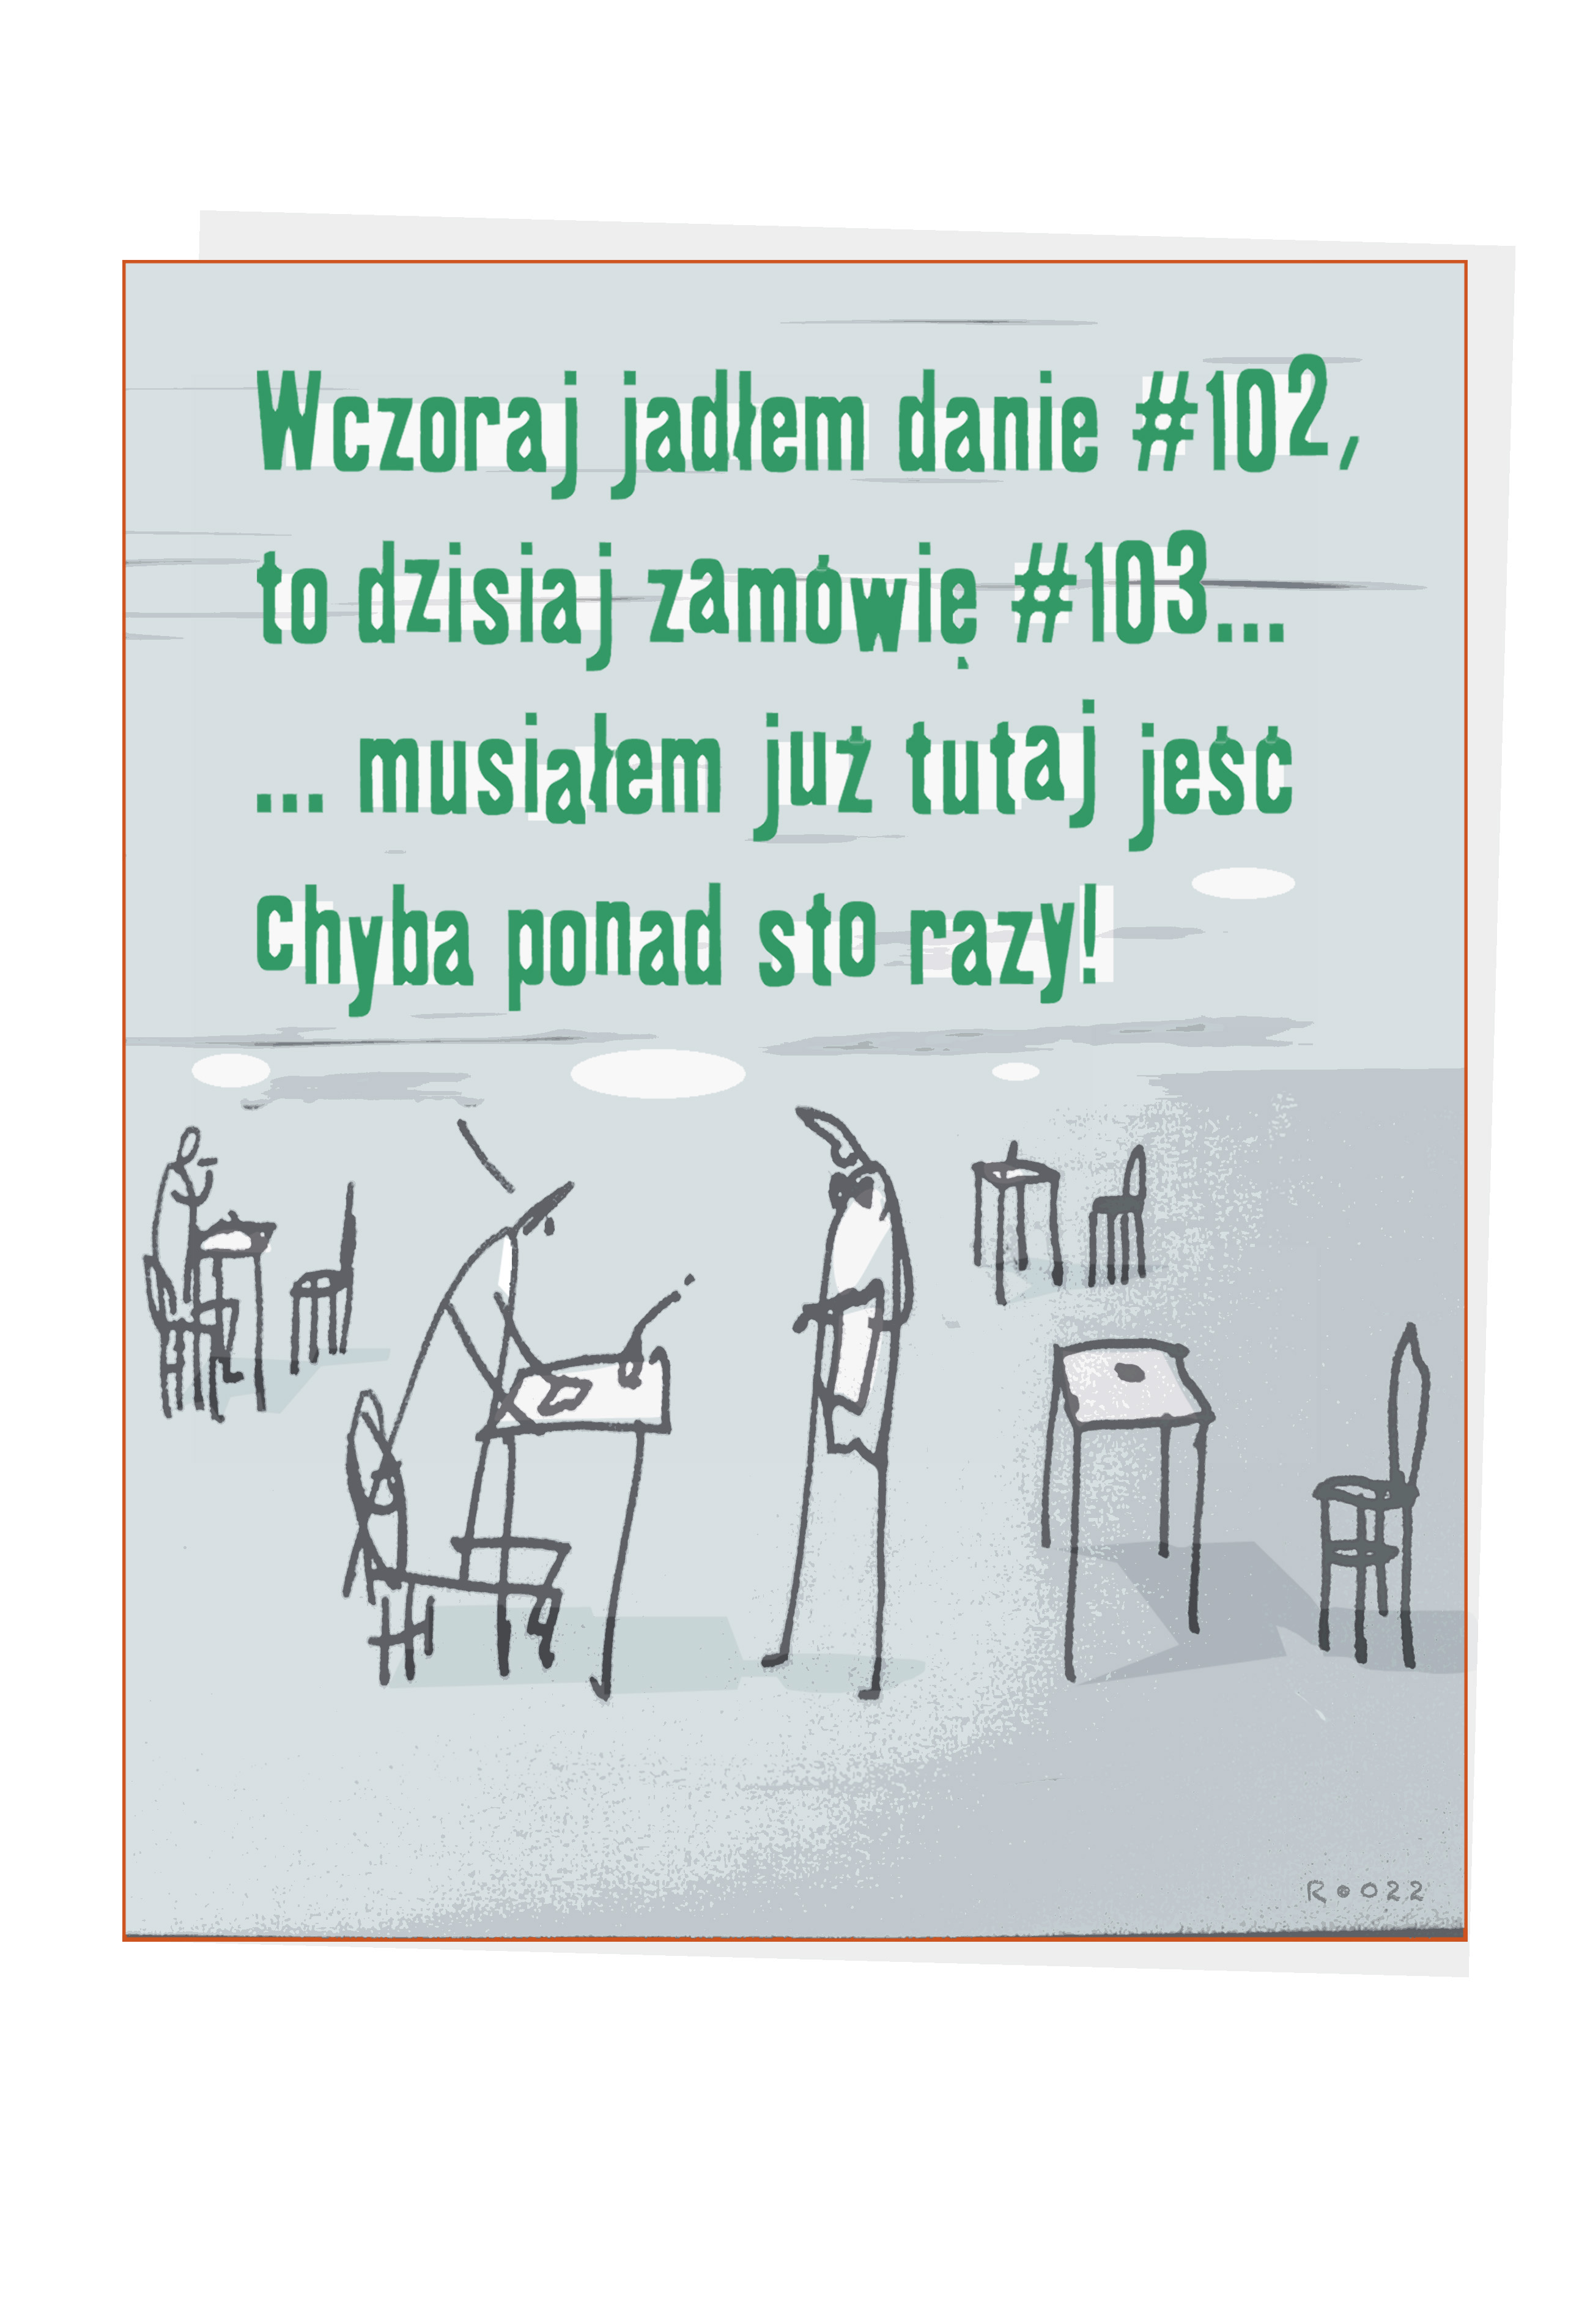 Wczoraj jadłem danie #102,
to dzisiaj zamówię #103...
... musiałem już tutaj jeść
chyba ponad sto razy!
R•022